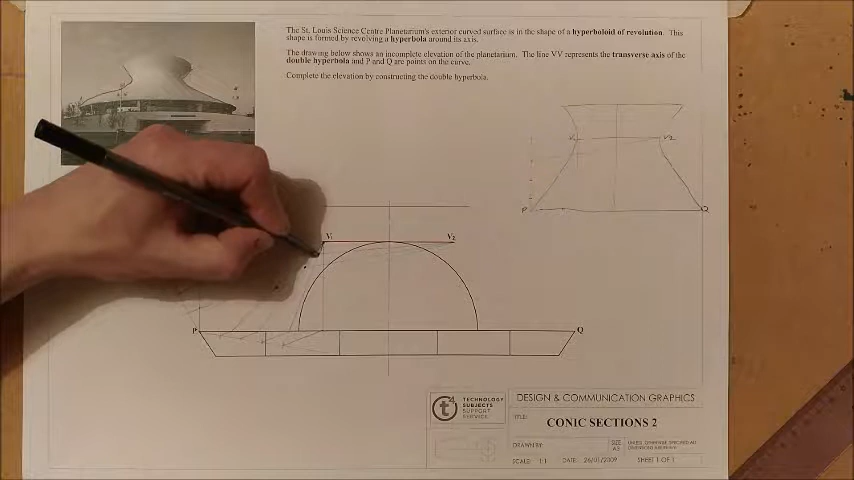 The St. Louis Science Centre Planetarium's exterior curved surface is in the shape of a hyperboloid of revolution. This
shape is formed by revolving a hyperbola around its axis.
The drawing below shows an incomplete elevation of the planetarium. The line VV represents the transverse axis of the
double hyperbola and P and Q are points on the curve.
Complete the elevation by constructing the double hyperbola.
V1 V2
P Q
V1 V2
P Q
t4 TECHNOLOGY
SUBJECTS
SUPPORT
SERVICE
DESIGN & COMMUNICATION GRAPHICS
TITLE:
CONIC SECTIONS 2
DRAWN BY:
SIZE
A3
SCALE: 1:1 DATE: 26/01/2009 SHEET 1 OF 1